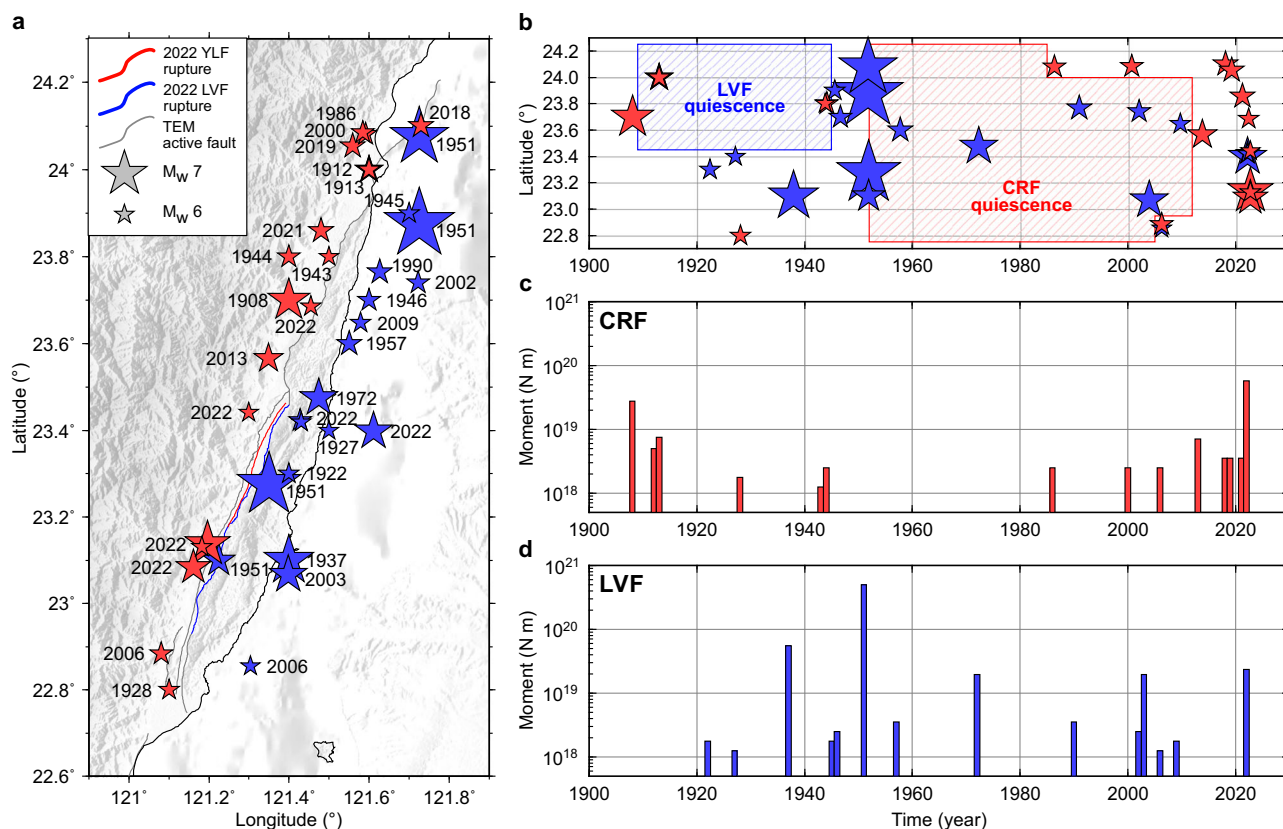 a
2022 YLF
rupture
2022 LVF
rupture
TEM
active fault
Mw 7
Mw 6
24.2˚
24˚
23.8˚
23.6˚
23.4˚
23.2˚
23˚
22.8˚
22.6˚
Latitude (°)
121˚
121.2˚
121.4˚
121.6˚
121.8˚
Longitude (°)
1986
2018
2000
2019
1951
1912
1913
1945
2021
1951
1944
1943
1990
2002
1908
1946
2022
2009
1957
2013
1972
2022
2022
2022
1927
1922
1951
2022
1937
2022
1951
2003
2006
2006
1928
b
24.2
24.0
23.8
23.6
23.4
23.2
23.0
22.8
Latitude (°)
LVF
quiescence
CRF
quiescence
1900 1920 1940 1960 1980 2000 2020
c
CRF
10^21
10^20
10^19
10^18
Moment (N m)
1900 1920 1940 1960 1980 2000 2020
d
LVF
10^21
10^20
10^19
10^18
Moment (N m)
1900 1920 1940 1960 1980 2000 2020
Time (year)